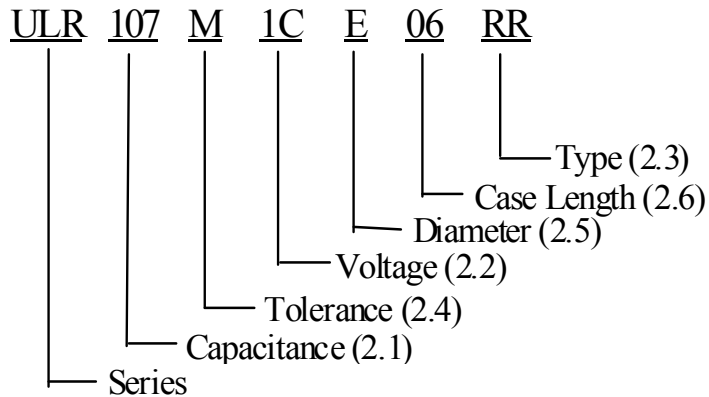 ULR 107 M 1C E 06 RR
Type (2.3)
Case Length (2.6)
Diameter (2.5)
Voltage (2.2)
Tolerance (2.4)
Capacitance (2.1)
Series